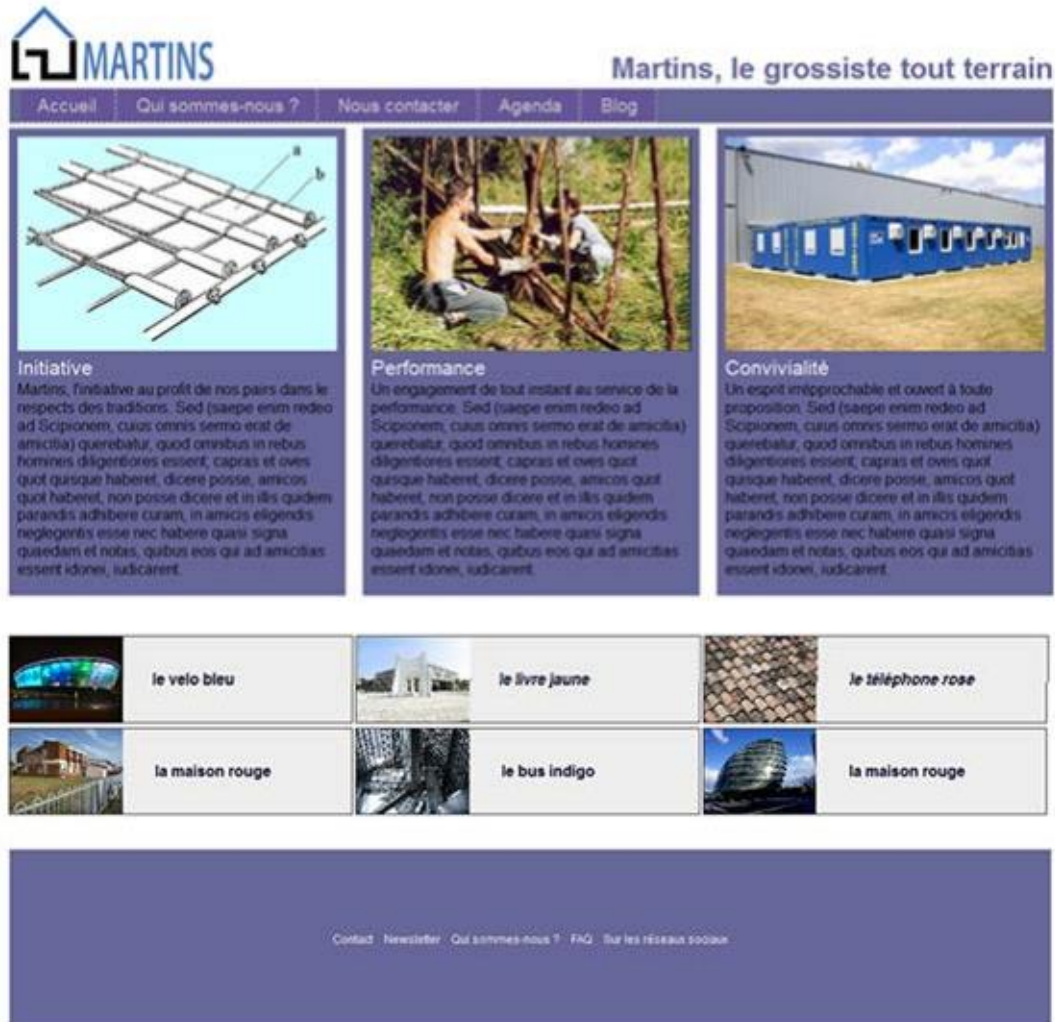 MARTINS
Martins, le grossiste tout terrain
Accueil Qui sommes-nous ? Nous contacter Agenda Blog
a
b
Initiative
Martins, l'initiative au profit de nos pairs dans le
respects des traditions. Sed (saepe enim redeo
ad Scipionem, cuius omnis sermo erat de
amicitia) querebatur, quod omnibus in rebus
homines diligentiores essent; capras et oves
quot quisque haberet, dicere posse, amicos
quot haberet, non posse dicere et in illis quidem
parandis adhibere curam, in amicis eligendis
neglegentis esse nec habere quasi signa
quaedam et notas, quibus eos qui ad amicitias
essent idonei, iudicarent.
Performance
Un engagement de tout instant au service de la
performance. Sed (saepe enim redeo ad
Scipionem, cuius omnis sermo erat de amicitia)
querebatur, quod omnibus in rebus homines
diligentiores essent; capras et oves quot
quisque haberet, dicere posse, amicos quot
haberet, non posse dicere et in illis quidem
parandis adhibere curam, in amicis eligendis
neglegentis esse nec habere quasi signa
quaedam et notas, quibus eos qui ad amicitias
essent idonei, iudicarent.
Convivialité
Un esprit irrépprochable et ouvert à toute
proposition. Sed (saepe enim redeo ad
Scipionem, cuius omnis sermo erat de amicitia)
querebatur, quod omnibus in rebus homines
diligentiores essent; capras et oves quot
quisque haberet, dicere posse, amicos quot
haberet, non posse dicere et in illis quidem
parandis adhibere curam, in amicis eligendis
neglegentis esse nec habere quasi signa
quaedam et notas, quibus eos qui ad amicitias
essent idonei, iudicarent.
le velo bleu
le livre jaune
le téléphone rose
la maison rouge
le bus indigo
la maison rouge
Contact Newsletter Qui sommes-nous ? FAQ Sur les réseaux sociaux